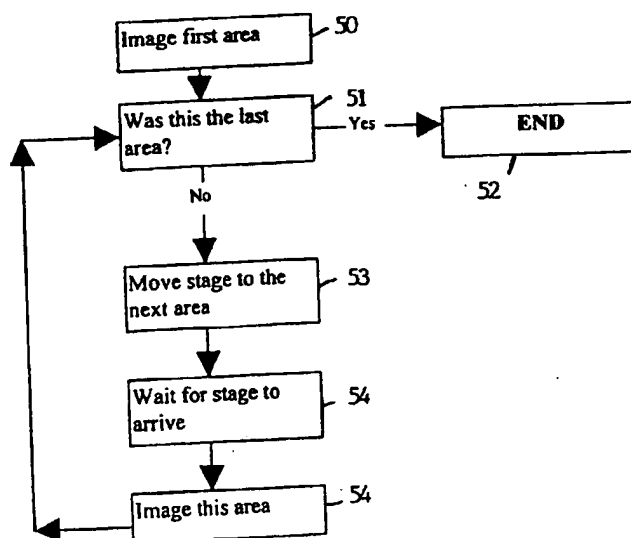 Image first area
50
Was this the last
area?
51
Yes
END
52
No
Move stage to the
next area
53
Wait for stage to
arrive
54
Image this area
54